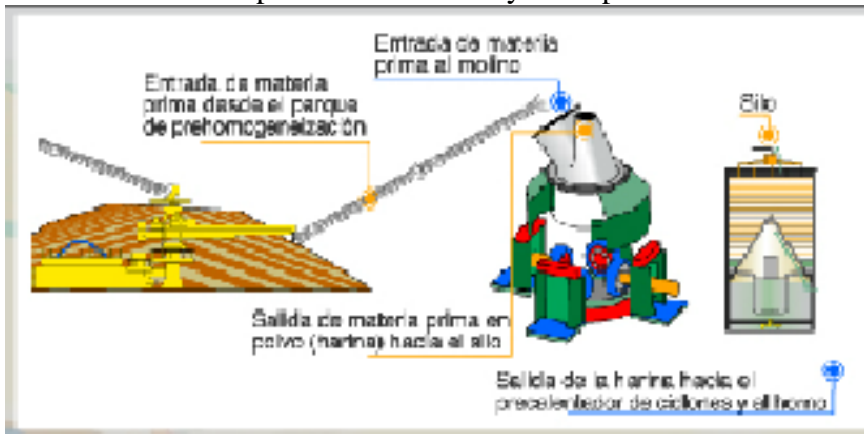 Entrada de materia
prima al molino
Entrada de materia
prima desde el parque
de prehomogeneización
Silo
Salida de materia prima en
polvo (harina) hacia el silo
Salida de la harina hacia el
precalentador de ciclones y al horno